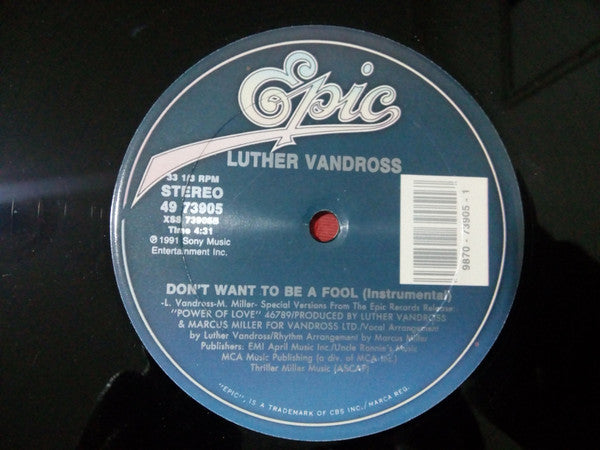 Epic
LUTHER VANDROSS
33 1/3 RPM
STEREO
49 73905
XSS 73905B
Time 4:31
℗ 1991 Sony Music
Entertainment Inc.
9870 - 73905 - 1
DON'T WANT TO BE A FOOL (Instrumental)
-L. Vandross-M. Miller- Special Versions From The Epic Records Release:
"POWER OF LOVE" 46789/PRODUCED BY LUTHER VANDROSS
& MARCUS MILLER FOR VANDROSS LTD./Vocal Arrangement
by Luther Vandross/Rhythm Arrangement by Marcus Miller
Publishers: EMI April Music Inc./Uncle Ronnie's Music
MCA Music Publishing (a div. of MCA Inc.)
Thriller Miller Music (ASCAP)
"EPIC", IS A TRADEMARK OF CBS INC./ MARCA REG.